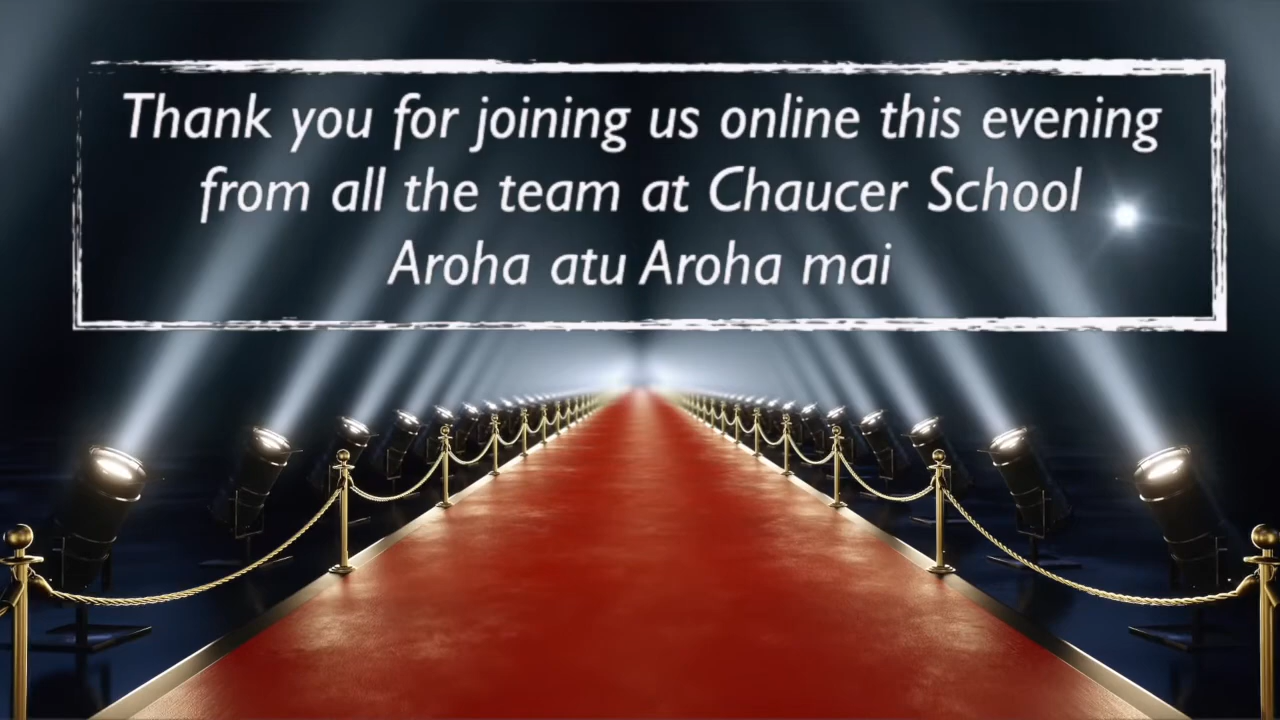 Thank you for joining us online this evening
from all the team at Chaucer School
Aroha atu Aroha mai